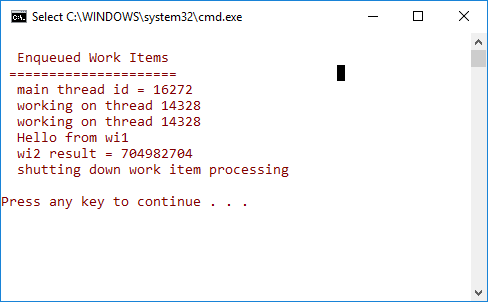 Select C:\WINDOWS\system32\cmd.exe
Enqueued Work Items
=====================
main thread id = 16272
working on thread 14328
working on thread 14328
Hello from wi1
wi2 result = 704982704
shutting down work item processing
Press any key to continue . . .